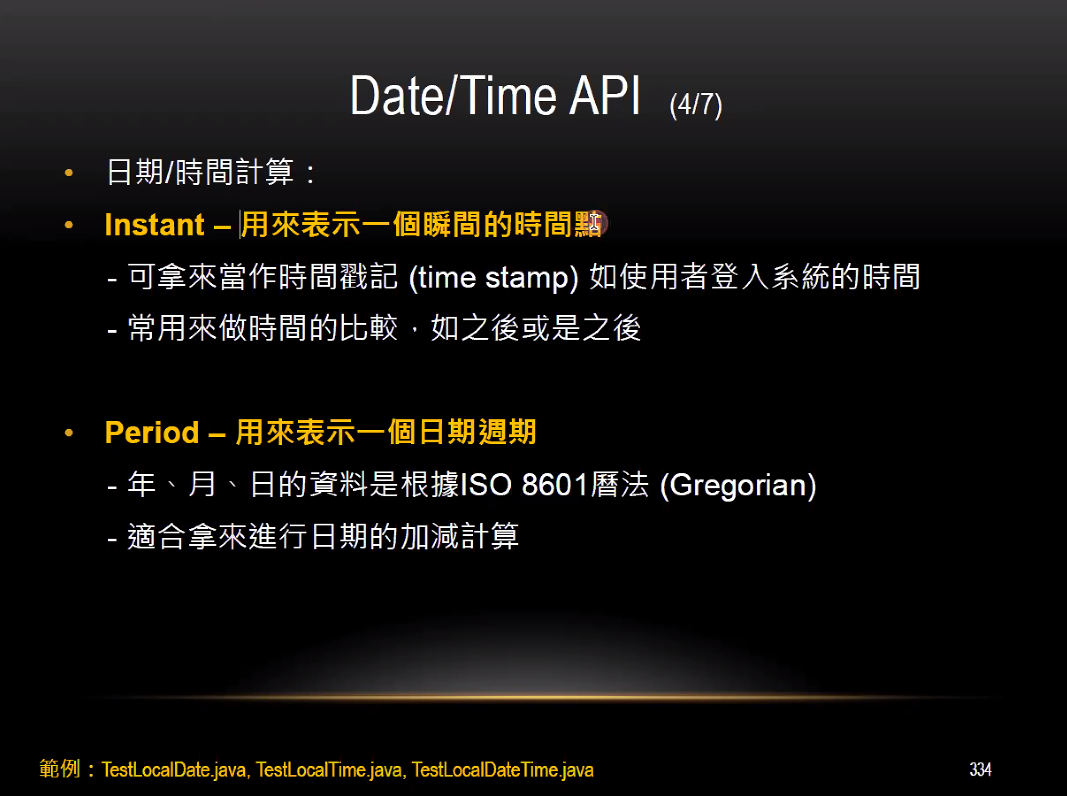 Date/Time API (4/7)
• 日期/時間計算：
• Instant – 用來表示一個瞬間的時間點
- 可拿來當作時間戳記 (time stamp) 如使用者登入系統的時間
- 常用來做時間的比較，如之後或是之後
• Period – 用來表示一個日期週期
- 年、月、日的資料是根據ISO 8601曆法 (Gregorian)
- 適合拿來進行日期的加減計算
範例：TestLocalDate.java, TestLocalTime.java, TestLocalDateTime.java
334